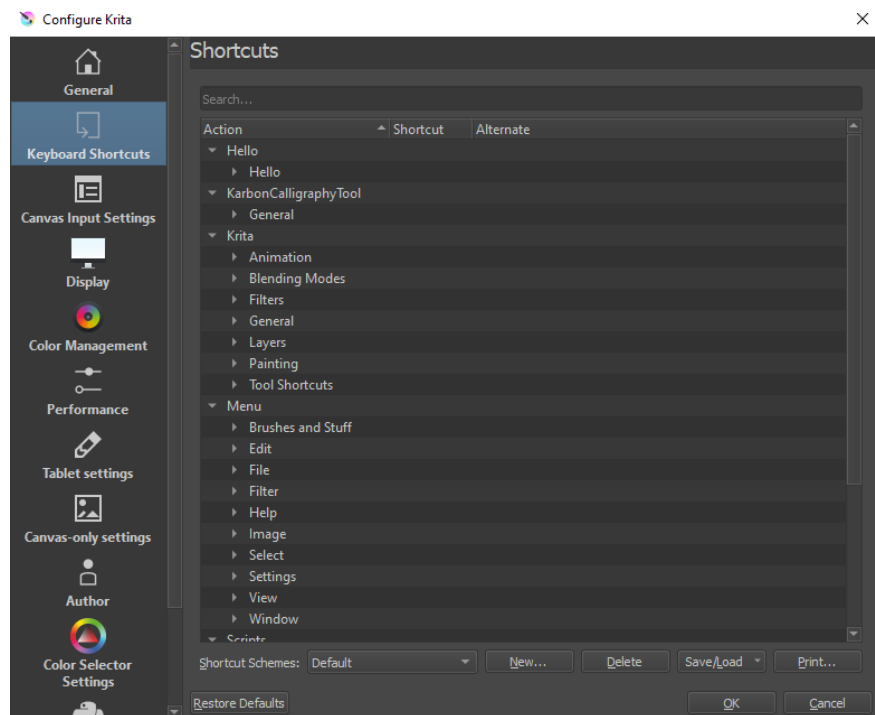 Configure Krita
General
Keyboard Shortcuts
Canvas Input Settings
Display
Color Management
Performance
Tablet settings
Canvas-only settings
Author
Color Selector
Settings
Shortcuts
Search...
Action Shortcut Alternate
Hello
Hello
KarbonCalligraphyTool
General
Krita
Animation
Blending Modes
Filters
General
Layers
Painting
Tool Shortcuts
Menu
Brushes and Stuff
Edit
File
Filter
Help
Image
Select
Settings
View
Window
Scripts
Shortcut Schemes: Default New... Delete Save/Load Print...
Restore Defaults OK Cancel